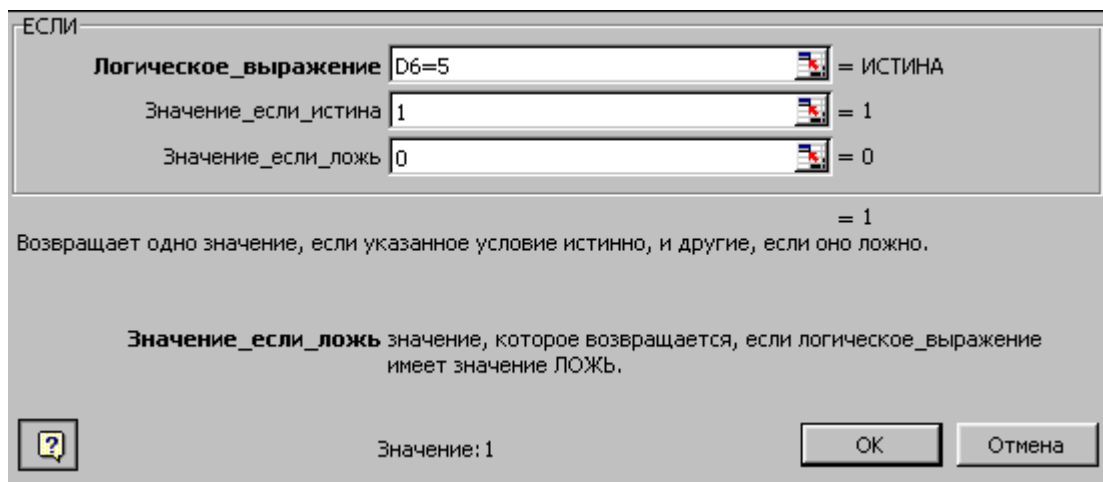 ЕСЛИ
Логическое_выражение D6=5 = ИСТИНА
Значение_если_истина 1 = 1
Значение_если_ложь 0 = 0
= 1
Возвращает одно значение, если указанное условие истинно, и другие, если оно ложно.
Значение_если_ложь значение, которое возвращается, если логическое_выражение
имеет значение ЛОЖЬ.
? Значение:1 OK Отмена